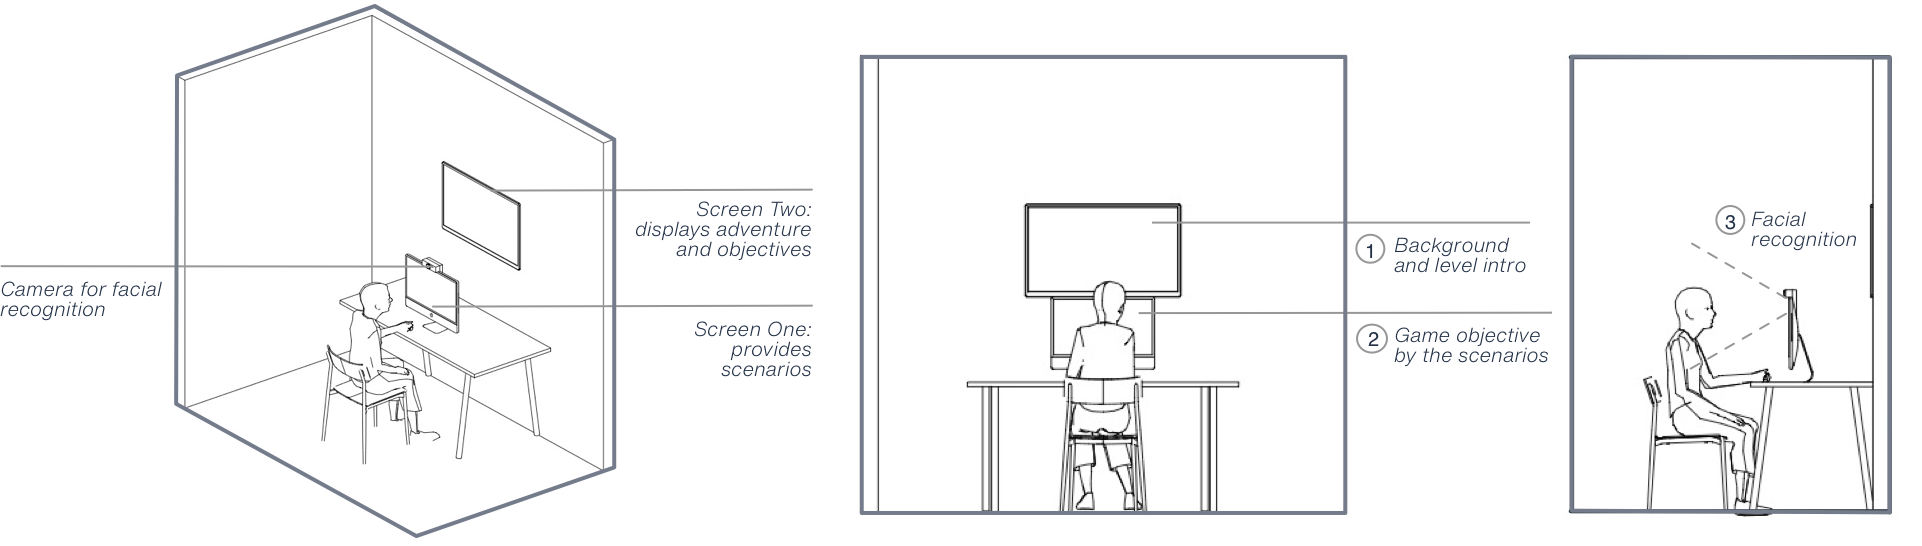 Camera for facial
recognition
Screen Two:
displays adventure
and objectives
Screen One:
provides
scenarios
1 Background
and level intro
2 Game objective
by the scenarios
3 Facial
recognition